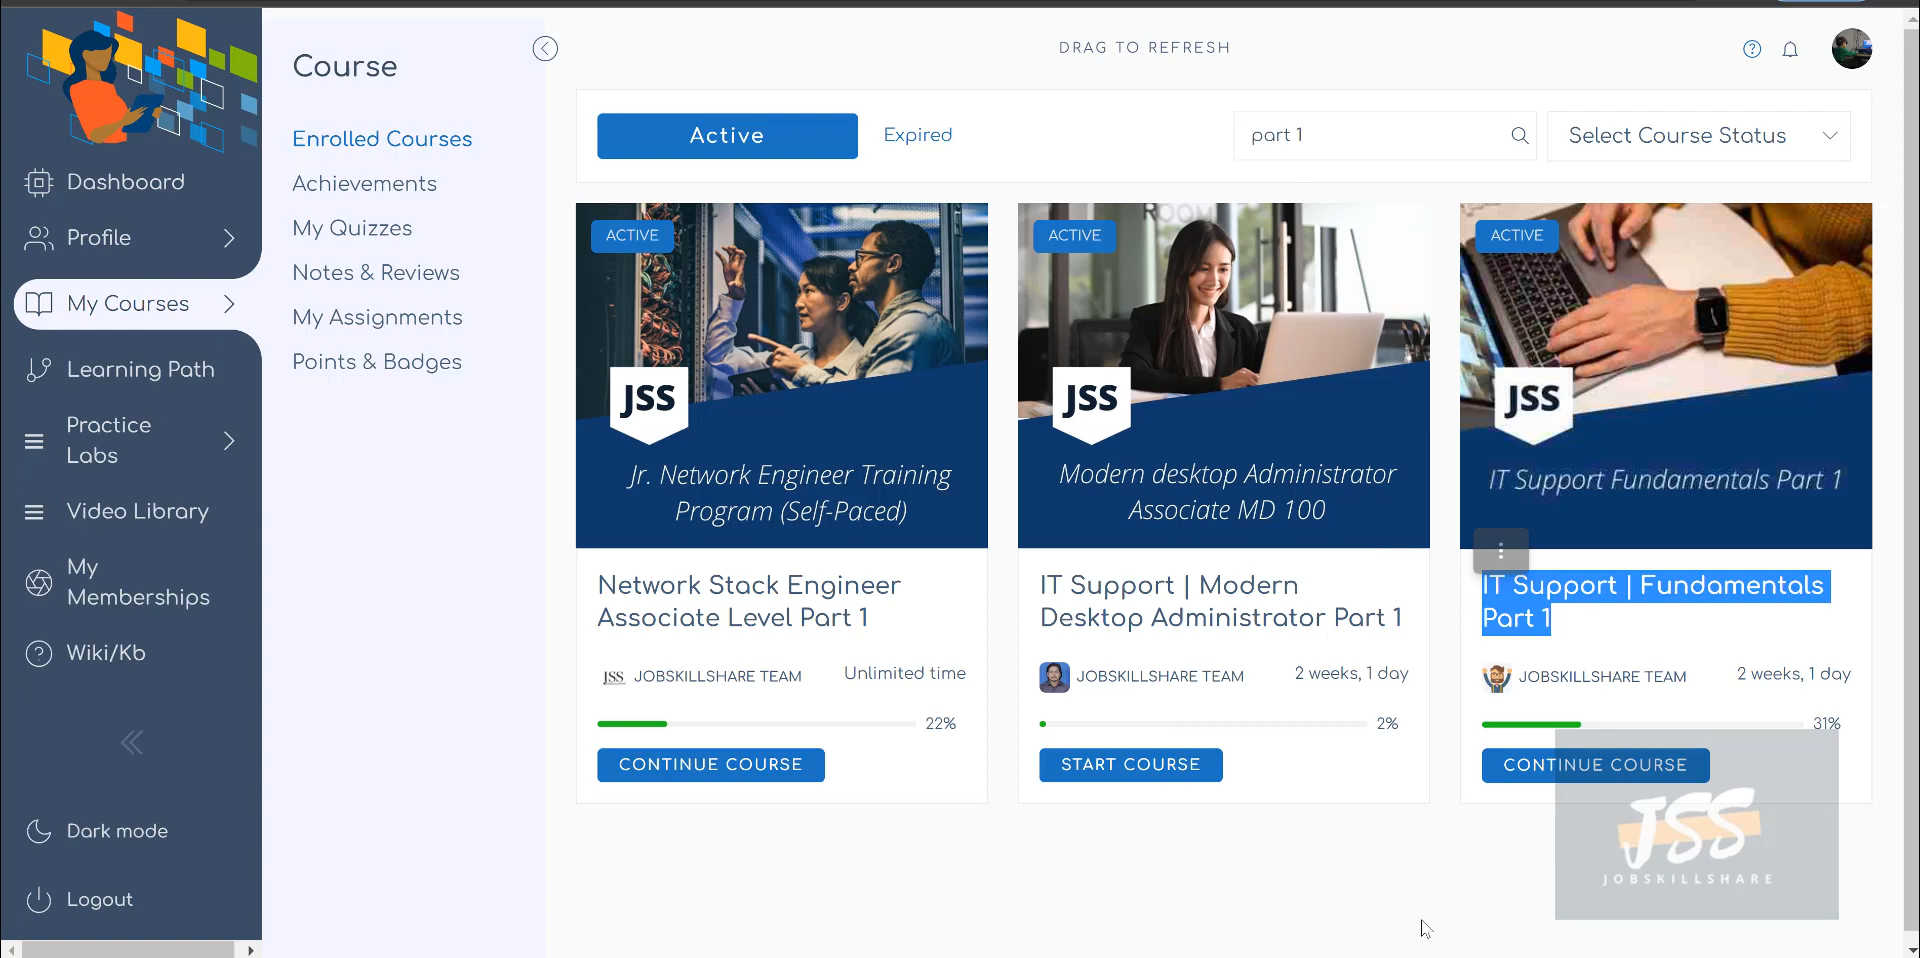 Dashboard
Profile
My Courses
Learning Path
Practice
Labs
Video Library
My
Memberships
Wiki/Kb
Dark mode
Logout
Course
Enrolled Courses
Achievements
My Quizzes
Notes & Reviews
My Assignments
Points & Badges
DRAG TO REFRESH
Active
Expired
part 1
Select Course Status
ACTIVE
JSS
Jr. Network Engineer Training
Program (Self-Paced)
Network Stack Engineer
Associate Level Part 1
JSS JOBSKILLSHARE TEAM
Unlimited time
22%
CONTINUE COURSE
ROOM
ACTIVE
JSS
Modern desktop Administrator
Associate MD 100
IT Support | Modern
Desktop Administrator Part 1
JOBSKILLSHARE TEAM
2 weeks, 1 day
2%
START COURSE
ACTIVE
JSS
IT Support Fundamentals Part 1
IT Support | Fundamentals
Part 1
JOBSKILLSHARE TEAM
2 weeks, 1 day
31%
CONTINUE COURSE
JSS
JOBSKILLSHARE